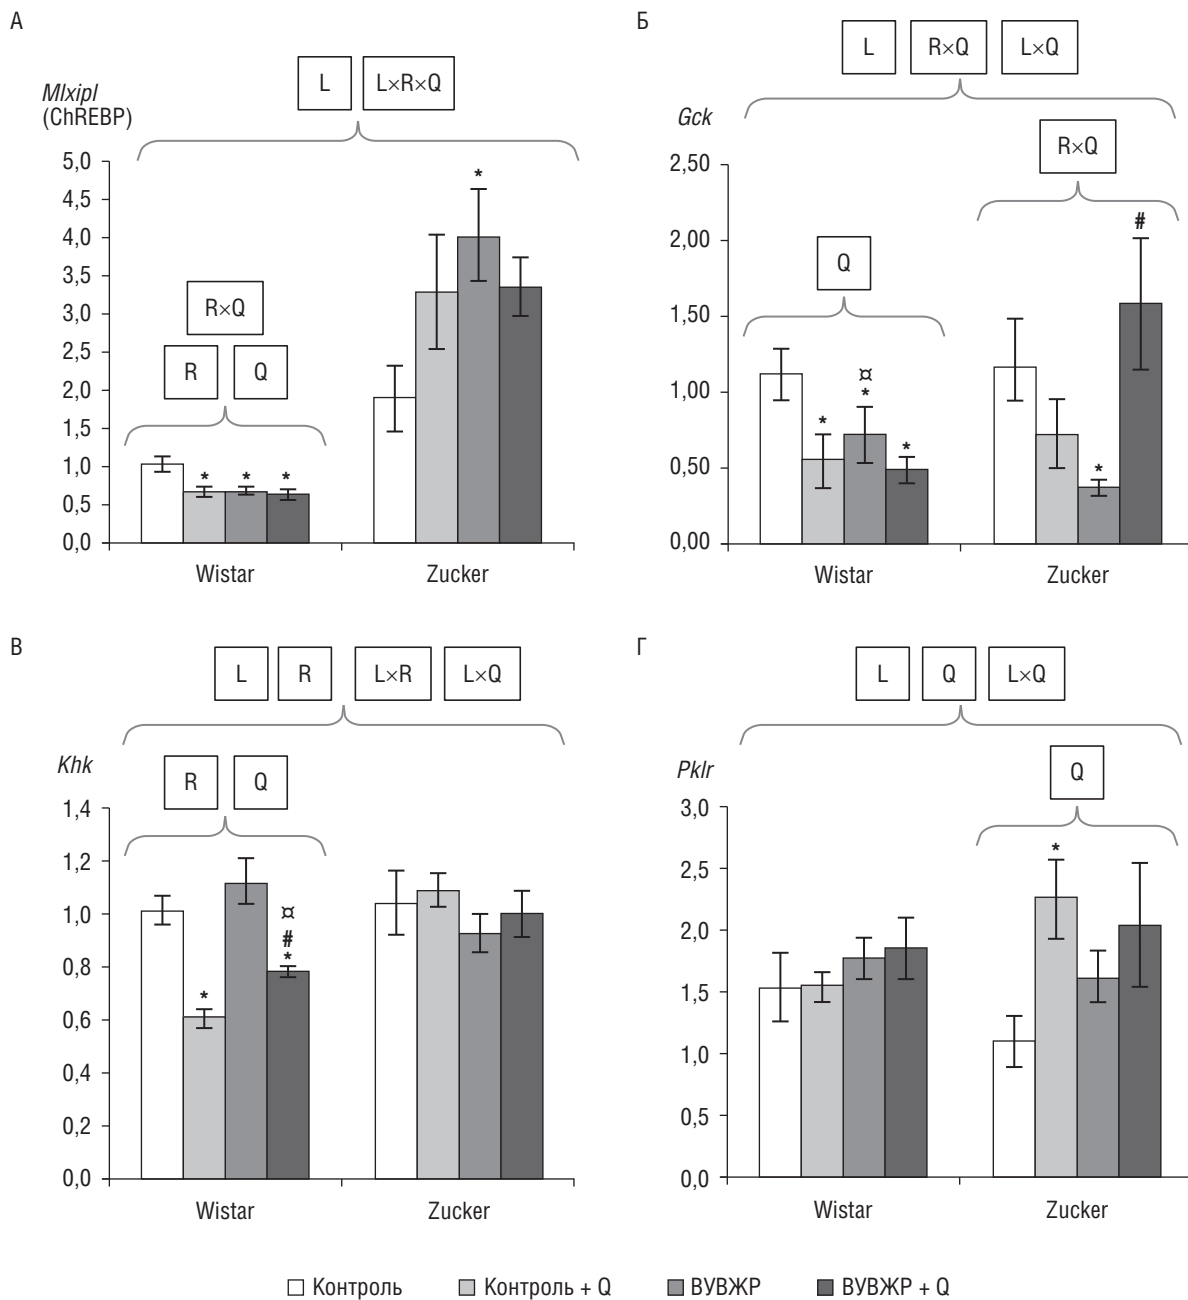 А
L L×R×Q
Mlxipl
(ChREBP)
5,0
4,5
4,0
3,5
3,0
2,5
2,0
1,5
1,0
0,5
0,0
R×Q
R Q
*
*
*
*
Wistar Zucker
Б
L R×Q L×Q
Gck
R×Q
Q
2,50
2,00
1,50
1,00
0,50
0,00
*
¤
*
*
*
#
Wistar Zucker
В
L R L×R L×Q
Khk
R Q
1,4
1,2
1,0
0,8
0,6
0,4
0,2
0,0
*
¤
#
*
Wistar Zucker
Г
L Q L×Q
Pklr
Q
3,0
2,5
2,0
1,5
1,0
0,5
0,0
*
Wistar Zucker
Контроль Контроль + Q ВУВЖР ВУВЖР + Q